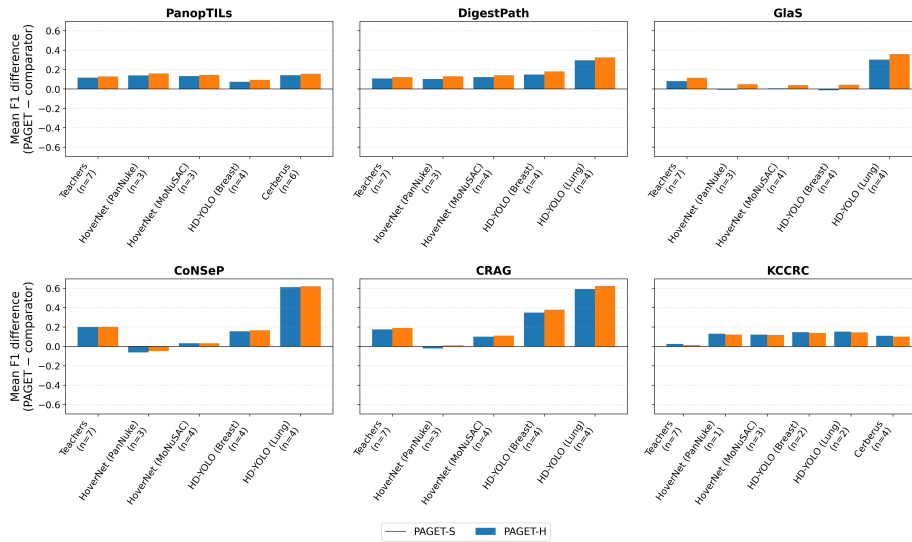 PanopTILs
DigestPath
GlaS
Mean F1 difference
(PAGET − comparator)
0.6
0.4
0.2
0.0
−0.2
−0.4
−0.6
Teachers
(n=7)
HoverNet (PanNuke)
(n=3)
HoverNet (MoNuSAC)
(n=3)
HD-YOLO (Breast)
(n=4)
Cerberus
(n=6)
Teachers
(n=7)
HoverNet (PanNuke)
(n=3)
HoverNet (MoNuSAC)
(n=4)
HD-YOLO (Breast)
(n=4)
HD-YOLO (Lung)
(n=4)
Teachers
(n=7)
HoverNet (PanNuke)
(n=3)
HoverNet (MoNuSAC)
(n=4)
HD-YOLO (Breast)
(n=4)
HD-YOLO (Lung)
(n=4)
CoNSeP
CRAG
KCCRC
Mean F1 difference
(PAGET − comparator)
0.6
0.4
0.2
0.0
−0.2
−0.4
−0.6
Teachers
(n=7)
HoverNet (PanNuke)
(n=3)
HoverNet (MoNuSAC)
(n=4)
HD-YOLO (Breast)
(n=4)
HD-YOLO (Lung)
(n=4)
Teachers
(n=7)
HoverNet (PanNuke)
(n=3)
HoverNet (MoNuSAC)
(n=4)
HD-YOLO (Breast)
(n=4)
HD-YOLO (Lung)
(n=4)
Teachers
(n=7)
HoverNet (PanNuke)
(n=1)
HoverNet (MoNuSAC)
(n=3)
HD-YOLO (Breast)
(n=2)
HD-YOLO (Lung)
(n=2)
Cerberus
(n=4)
PAGET-S
PAGET-H